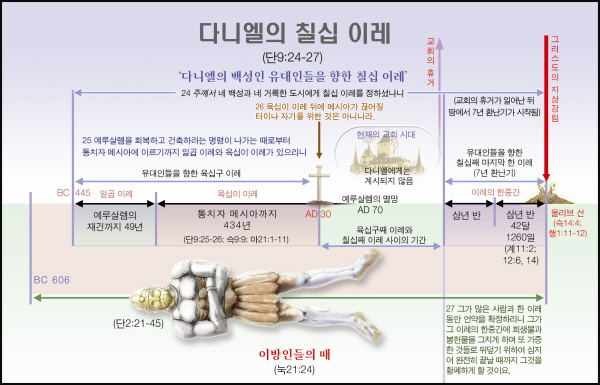 다니엘의 칠십 이레
(단9:24-27)
'다니엘의 백성인 유대인들을 향한 칠십 이레'
24 주께서 네 백성과 네 거룩한 도시에게 칠십 이레를 정하셨나니
26 육십이 이레 뒤에 메시아가 끊어질
터이나 자기를 위한 것은 아니니라.
교회의 휴거
그리스도의 지상강림
(교회의 휴거가 일어난 뒤
땅에서 7년 환난기가 시작됨)
25 예루살렘을 회복하고 건축하라는 명령이 나가는 때로부터
통치자 메시아에 이르기까지 일곱 이레와 육십이 이레가 있으리니
현재의 교회 시대
다니엘에게는
계시되지 않음
유대인들을 향한
칠십째 마지막 한 이레
(7년 환난기)
유대인들을 향한 육십구 이레
BC 445
일곱 이레
육십이 이레
이레의 한중간
예루살렘의
재건까지 49년
통치자 메시아까지
434년
(단9:25-26; 슥9:9; 마21:1-11)
AD 30
예루살렘의 멸망
AD 70
삼년 반
삼년 반
42달
1260일
(계11:2;
12:6, 14)
올리브 산
(슥14:4;
행1:11-12)
육십구째 이레와
칠십째 이레 사이의 기간
BC 606
(단2:21-45)
이방인들의 때
(눅21:24)
27 그가 많은 사람과 한 이레
동안 언약을 확정하리니 그가
그 이레의 한중간에 희생물과
봉헌물을 그치게 하며 또 가증
한 것들로 뒤덮기 위하여 심지
어 완전히 끝날 때까지 그것을
황폐하게 할 것이요.